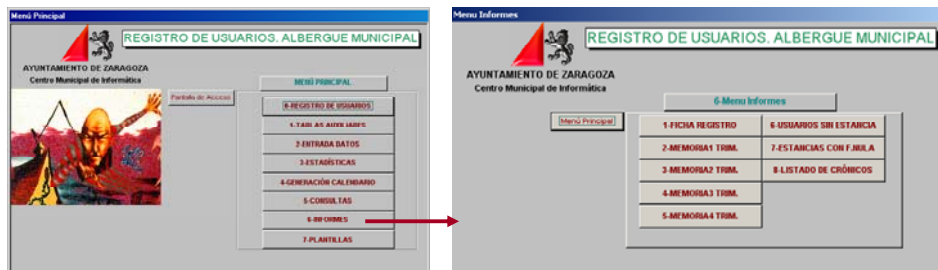 Menú Principal
REGISTRO DE USUARIOS. ALBERGUE MUNICIPAL
AYUNTAMIENTO DE ZARAGOZA
Centro Municipal de Informática
MENÚ PRINCIPAL
Pantalla de Acceso
0-REGISTRO DE USUARIOS
1-TABLAS AUXILIARES
2-ENTRADA DATOS
3-ESTADÍSTICAS
4-GENERACIÓN CALENDARIO
5-CONSULTAS
6-INFORMES
7-PLANTILLAS
Menu Informes
REGISTRO DE USUARIOS. ALBERGUE MUNICIPAL
AYUNTAMIENTO DE ZARAGOZA
Centro Municipal de Informática
6-Menu Informes
Menú Principal
1-FICHA REGISTRO
2-MEMORIA1 TRIM.
3-MEMORIA2 TRIM.
4-MEMORIA3 TRIM.
5-MEMORIA4 TRIM.
6-USUARIOS SIN ESTANCIA
7-ESTANCIAS CON F.NULA
8-LISTADO DE CRÓNICOS